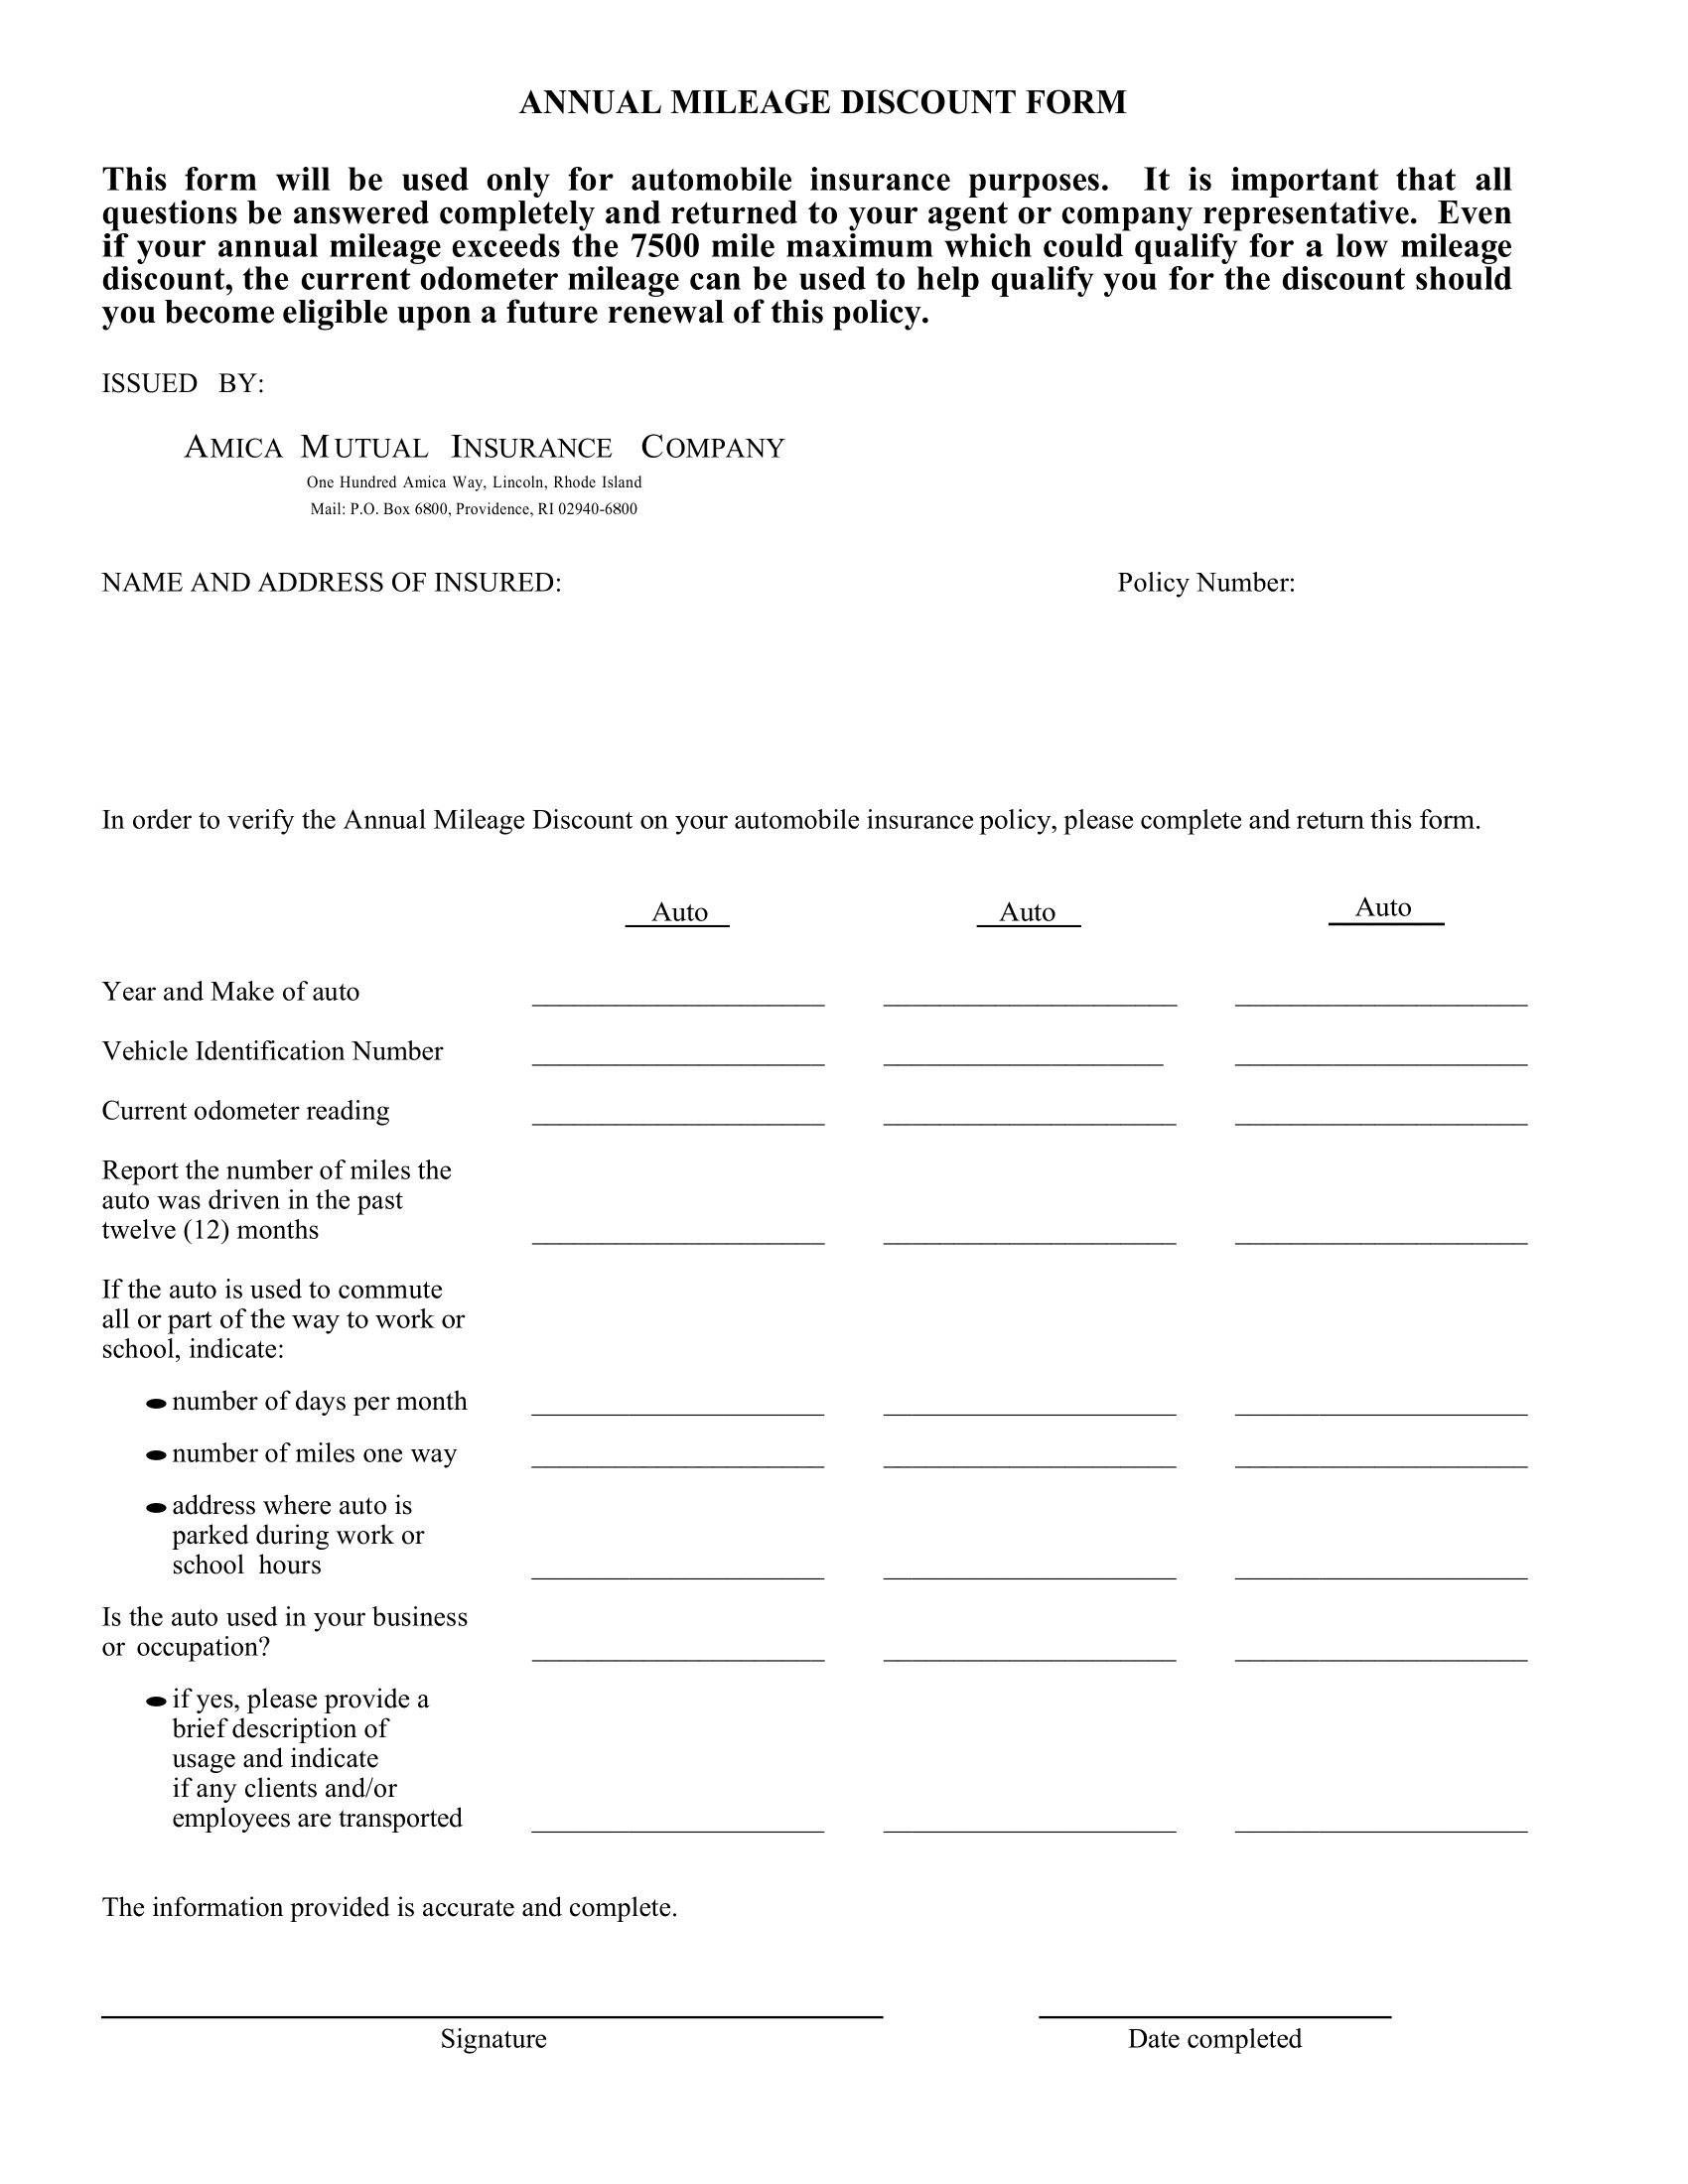 ANNUAL MILEAGE DISCOUNT FORM
This form will be used only for automobile insurance purposes. It is important that all
questions be answered completely and returned to your agent or company representative. Even
if your annual mileage exceeds the 7500 mile maximum which could qualify for a low mileage
discount, the current odometer mileage can be used to help qualify you for the discount should
you become eligible upon a future renewal of this policy.
ISSUED BY:
AMICA MUTUAL INSURANCE COMPANY
One Hundred Amica Way, Lincoln, Rhode Island
Mail: P.O. Box 6800, Providence, RI 02940-6800
NAME AND ADDRESS OF INSURED: Policy Number:
In order to verify the Annual Mileage Discount on your automobile insurance policy, please complete and return this form.
Auto Auto Auto
Year and Make of auto
Vehicle Identification Number
Current odometer reading
Report the number of miles the
auto was driven in the past
twelve (12) months
If the auto is used to commute
all or part of the way to work or
school, indicate:
• number of days per month
• number of miles one way
• address where auto is
parked during work or
school hours
Is the auto used in your business
or occupation?
• if yes, please provide a
brief description of
usage and indicate
if any clients and/or
employees are transported
The information provided is accurate and complete.
Signature Date completed